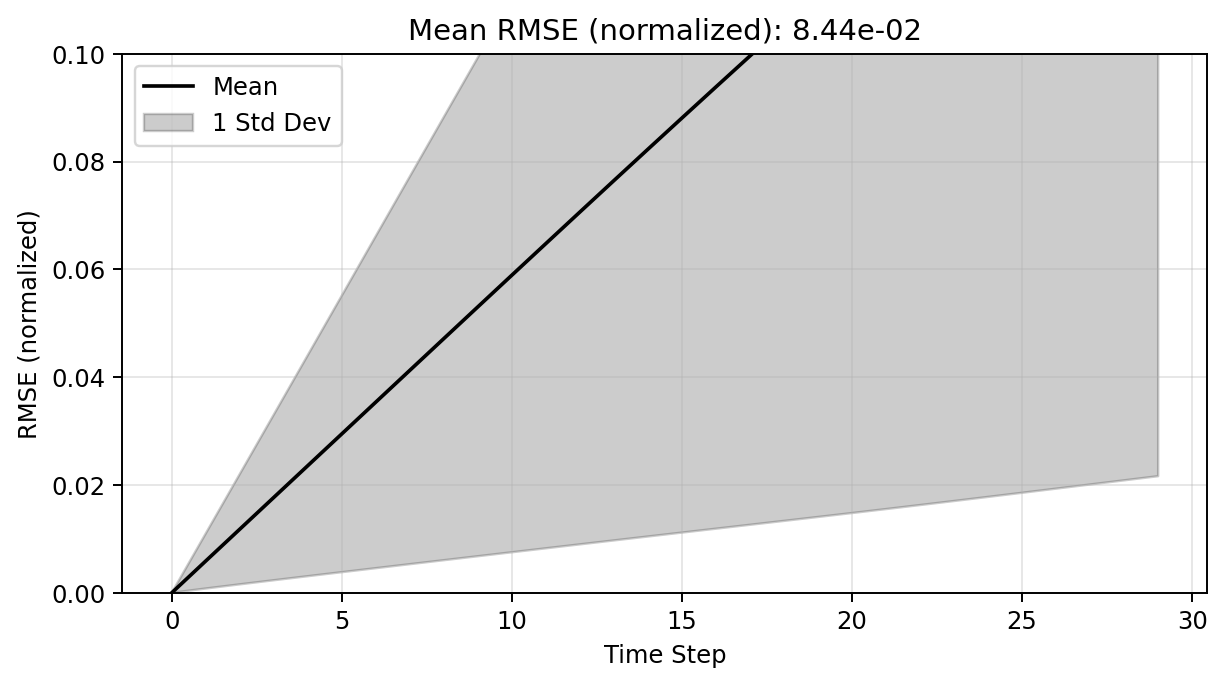 Mean RMSE (normalized): 8.44e-02
0.10
0.08
0.06
0.04
0.02
0.00
RMSE (normalized)
Mean
1 Std Dev
0 5 10 15 20 25 30
Time Step